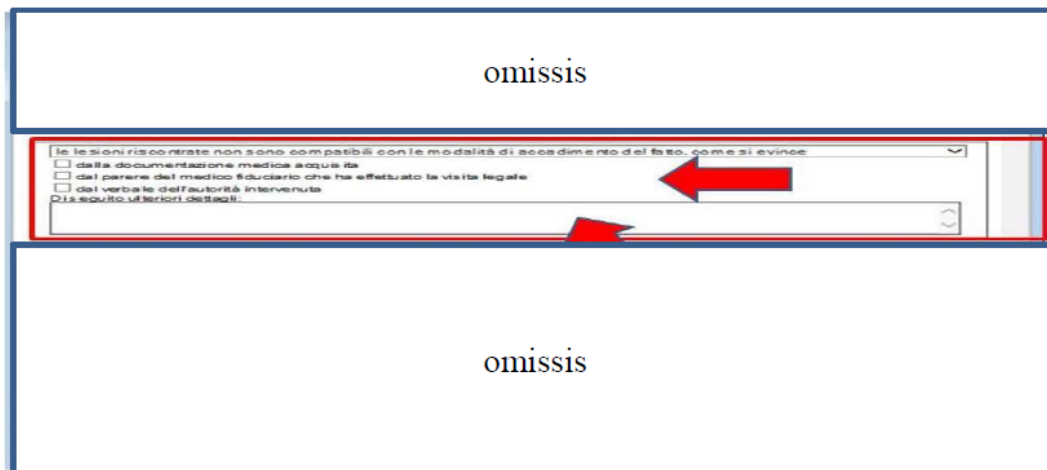 omissis
le lesioni riscontrate non sono compatibili con le modalità di accadimento del fatto, come si evince:
dalla documentazione medica acquisita
dal parere del medico fiduciario che ha effettuato la visita legale
dal verbale dell'autorità intervenuta
Di seguito ulteriori dettagli:
omissis